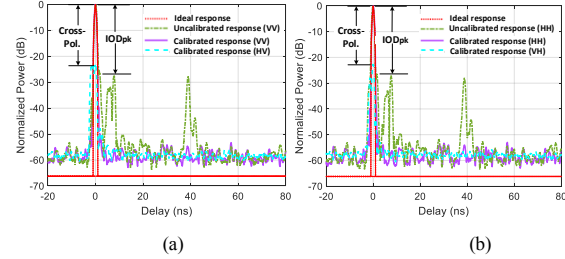 0
-10
-20
-30
-40
-50
-60
-70
-20 0 20 40 60 80
Normalized Power (dB)
Delay (ns)
Cross-
Pol.
IODpk
Ideal response
Uncalibrated response (VV)
Calibrated response (VV)
Calibrated response (HV)
(a)
0
-10
-20
-30
-40
-50
-60
-70
-20 0 20 40 60 80
Normalized Power (dB)
Delay (ns)
Cross-
Pol.
IODpk
Ideal response
Uncalibrated response (HH)
Calibrated response (HH)
Calibrated response (VH)
(b)